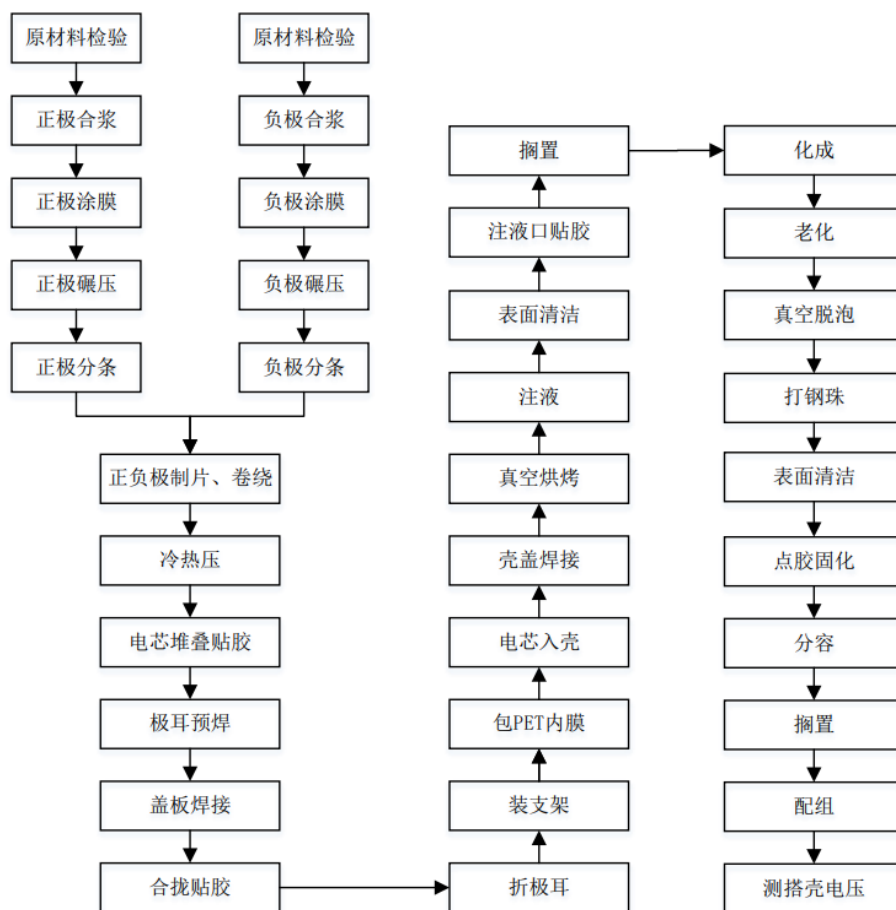 原材料检验
正极合浆
正极涂膜
正极碾压
正极分条
原材料检验
负极合浆
负极涂膜
负极碾压
负极分条
正负极制片、卷绕
冷热压
电芯堆叠贴胶
极耳预焊
盖板焊接
合拢贴胶
折极耳
装支架
包PET内膜
电芯入壳
壳盖焊接
真空烘烤
注液
表面清洁
注液口贴胶
搁置
化成
老化
真空脱泡
打钢珠
表面清洁
点胶固化
分容
搁置
配组
测搭壳电压